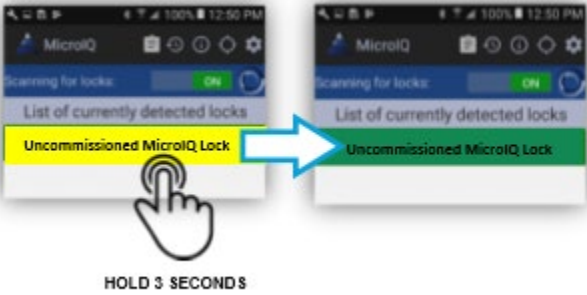 100% 12:50 PM
MicroIQ
Scanning for locks: ON
List of currently detected locks
Uncommissioned MicroIQ Lock
HOLD 3 SECONDS
100% 12:50 PM
MicroIQ
Scanning for locks: ON
List of currently detected locks
Uncommissioned MicroIQ Lock